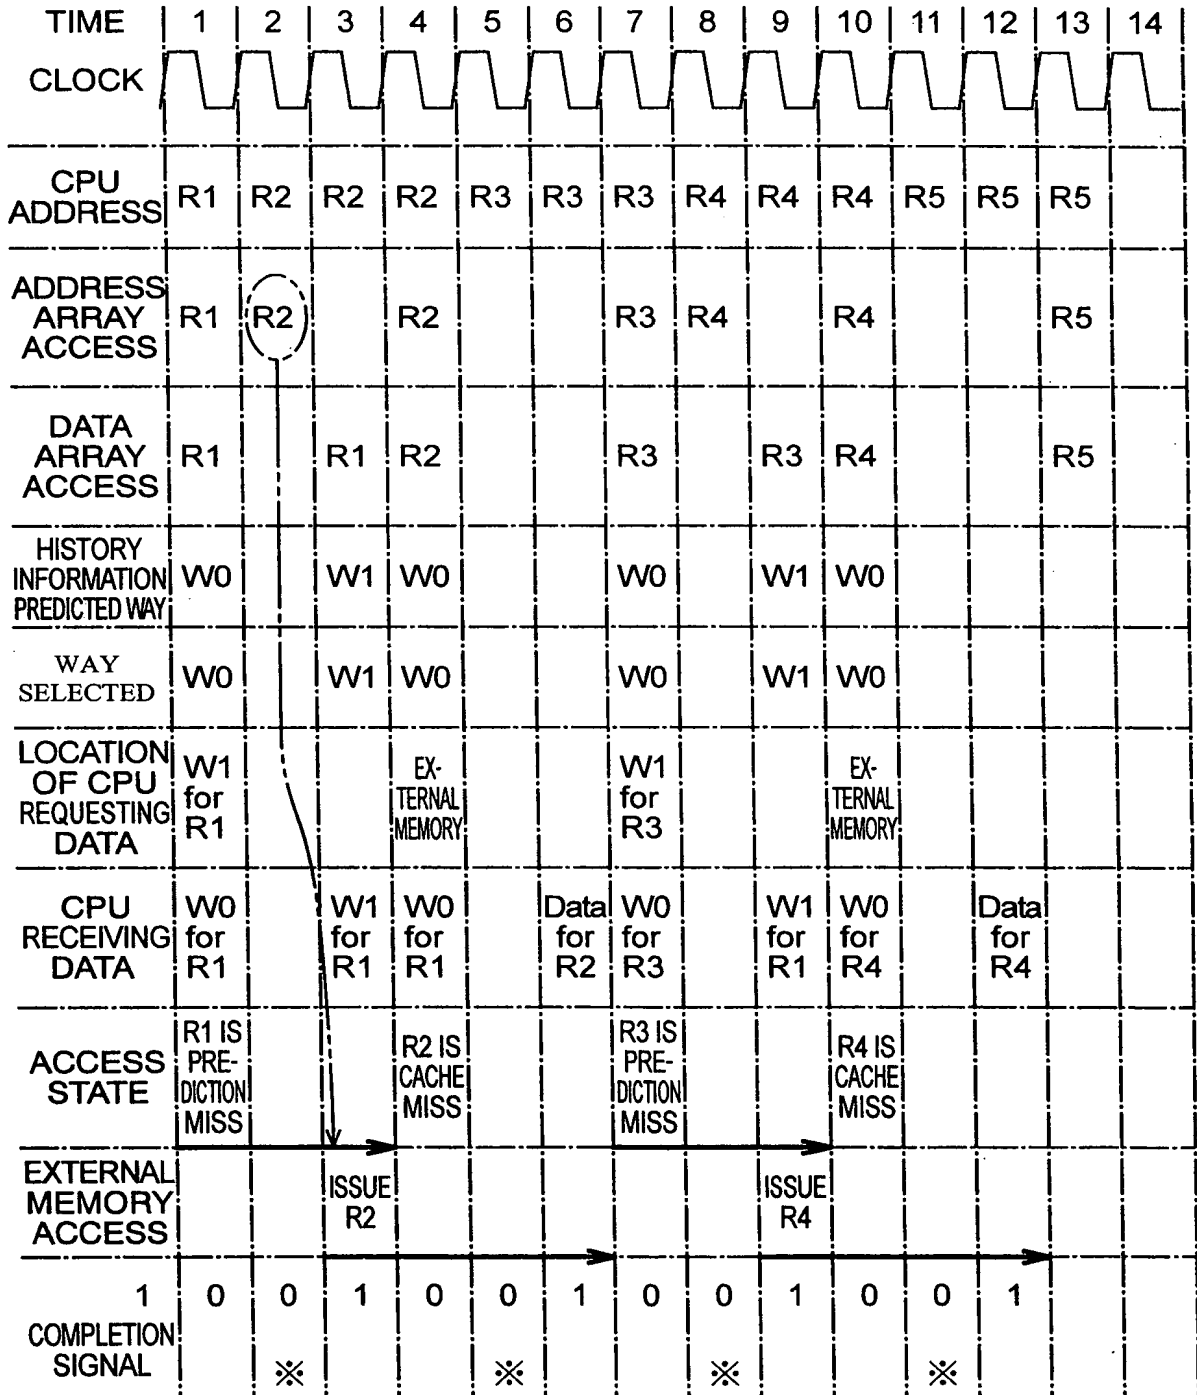 TIME 1 2 3 4 5 6 7 8 9 10 11 12 13 14
CLOCK
CPU
ADDRESS R1 R2 R2 R2 R3 R3 R3 R4 R4 R4 R5 R5 R5
ADDRESS
ARRAY
ACCESS R1 R2 R2 R3 R4 R4 R5
DATA
ARRAY
ACCESS R1 R1 R2 R3 R3 R4 R5
HISTORY
INFORMATION
PREDICTED WAY W0 W1 W0 W0 W1 W0
WAY
SELECTED W0 W1 W0 W0 W1 W0
LOCATION
OF CPU
REQUESTING
DATA
W1
for
R1
EX-
TERNAL
MEMORY
W1
for
R3
EX-
TERNAL
MEMORY
CPU
RECEIVING
DATA
W0
for
R1
W1
for
R1
W0
for
R1
Data
for
R2
W0
for
R3
W1
for
R1
W0
for
R4
Data
for
R4
ACCESS
STATE
R1 IS
PRE-
DICTION
MISS
R2 IS
CACHE
MISS
R3 IS
PRE-
DICTION
MISS
R4 IS
CACHE
MISS
EXTERNAL
MEMORY
ACCESS
ISSUE
R2
ISSUE
R4
1 0 0 1 0 0 1 0 0 1 0 0 1
COMPLETION
SIGNAL
※ ※ ※ ※